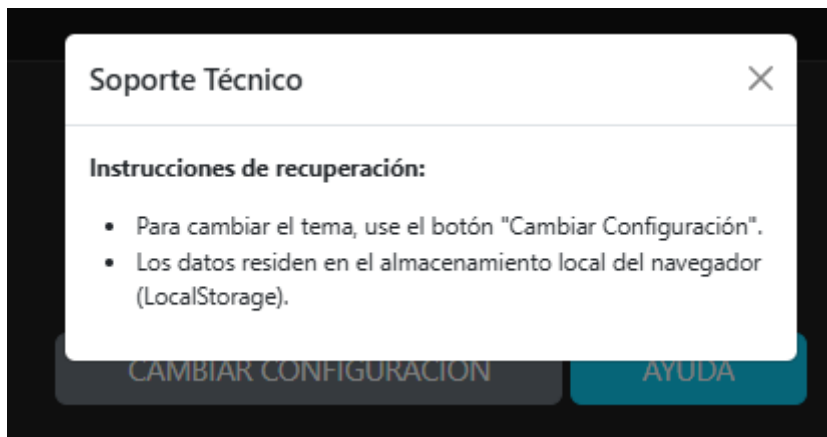 Soporte Técnico
Instrucciones de recuperación:
• Para cambiar el tema, use el botón "Cambiar Configuración".
• Los datos residen en el almacenamiento local del navegador
(LocalStorage).
CAMBIAR CONFIGURACIÓN
AYUDA